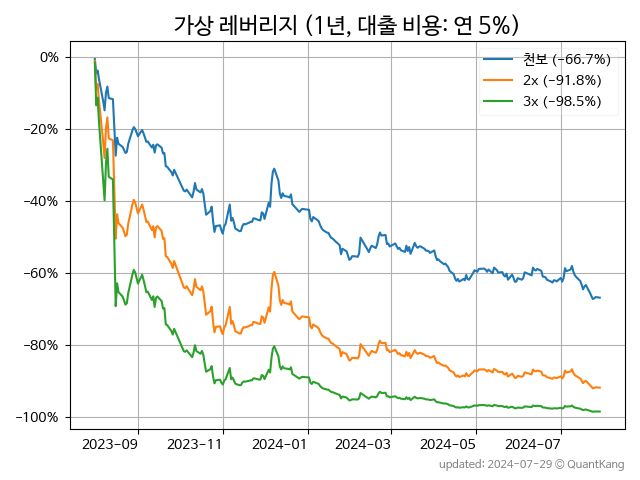 가상 레버리지 (1년, 대출 비용: 연 5%)
0%
−20%
−40%
−60%
−80%
−100%
천보 (−66.7%)
2x (−91.8%)
3x (−98.5%)
2023-09 2023-11 2024-01 2024-03 2024-05 2024-07
updated: 2024-07-29 © QuantKang